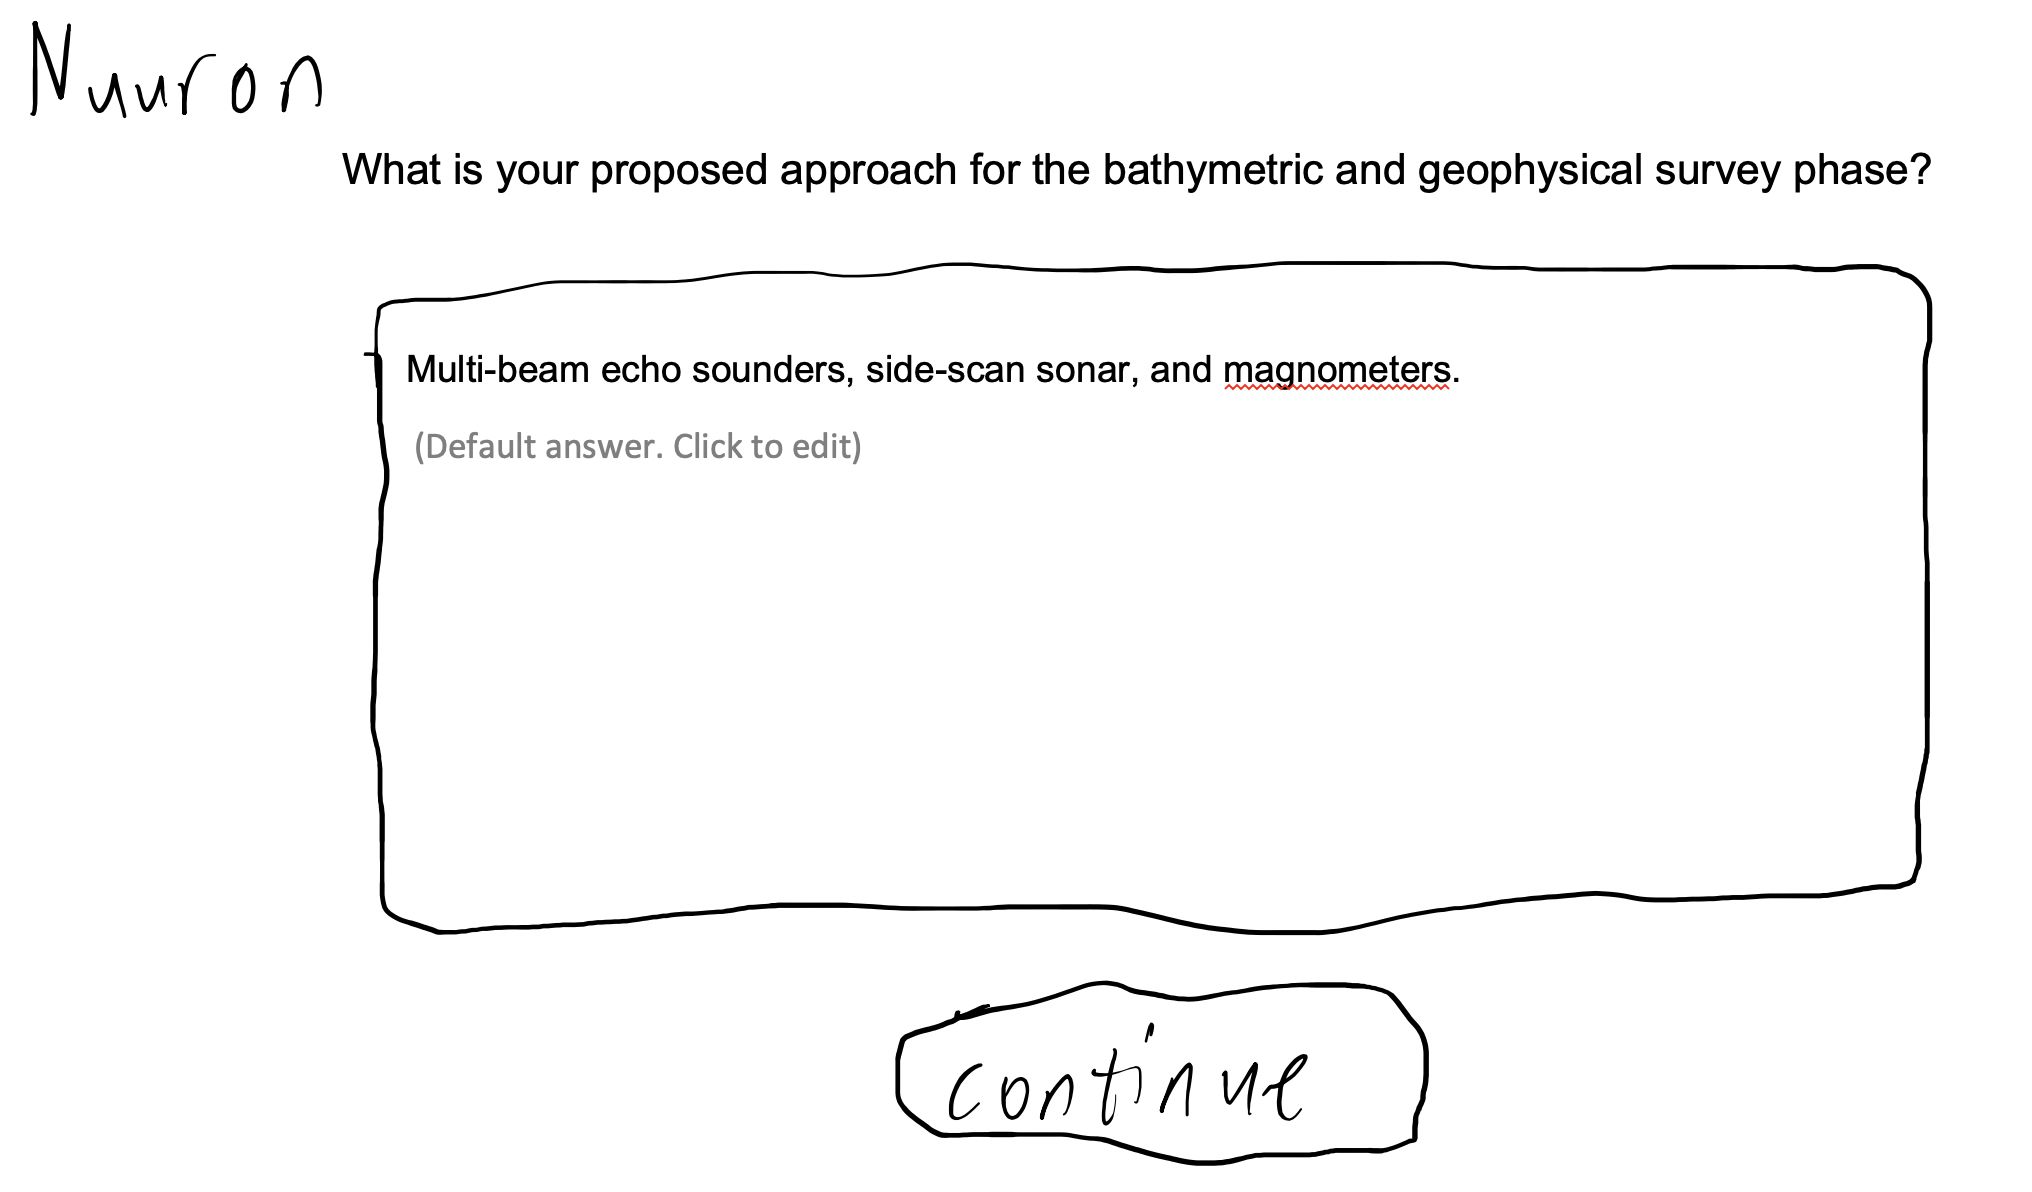 Nuuron
What is your proposed approach for the bathymetric and geophysical survey phase?
Multi-beam echo sounders, side-scan sonar, and magnometers.
(Default answer. Click to edit)
continue